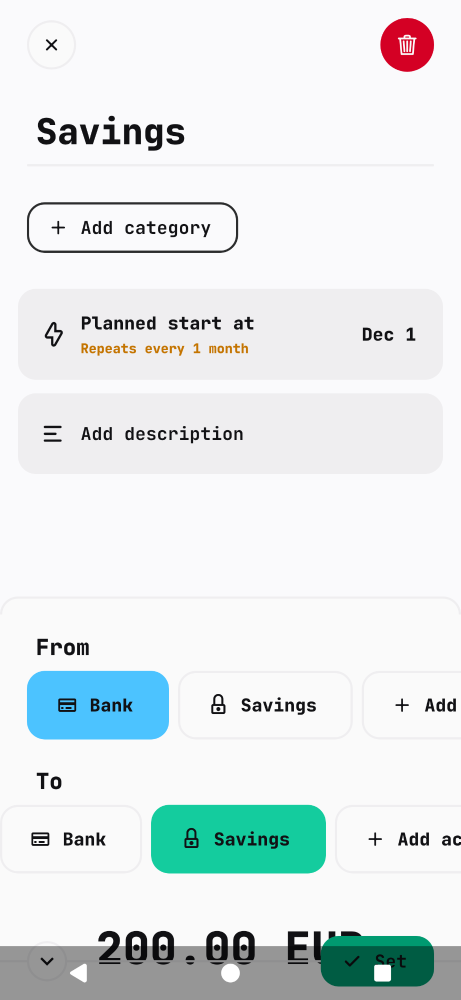 Savings
Add category
Planned start at
Repeats every 1 month
Dec 1
Add description
From
Bank
Savings
Add
To
Bank
Savings
Add ac
200.00 EUR
Set